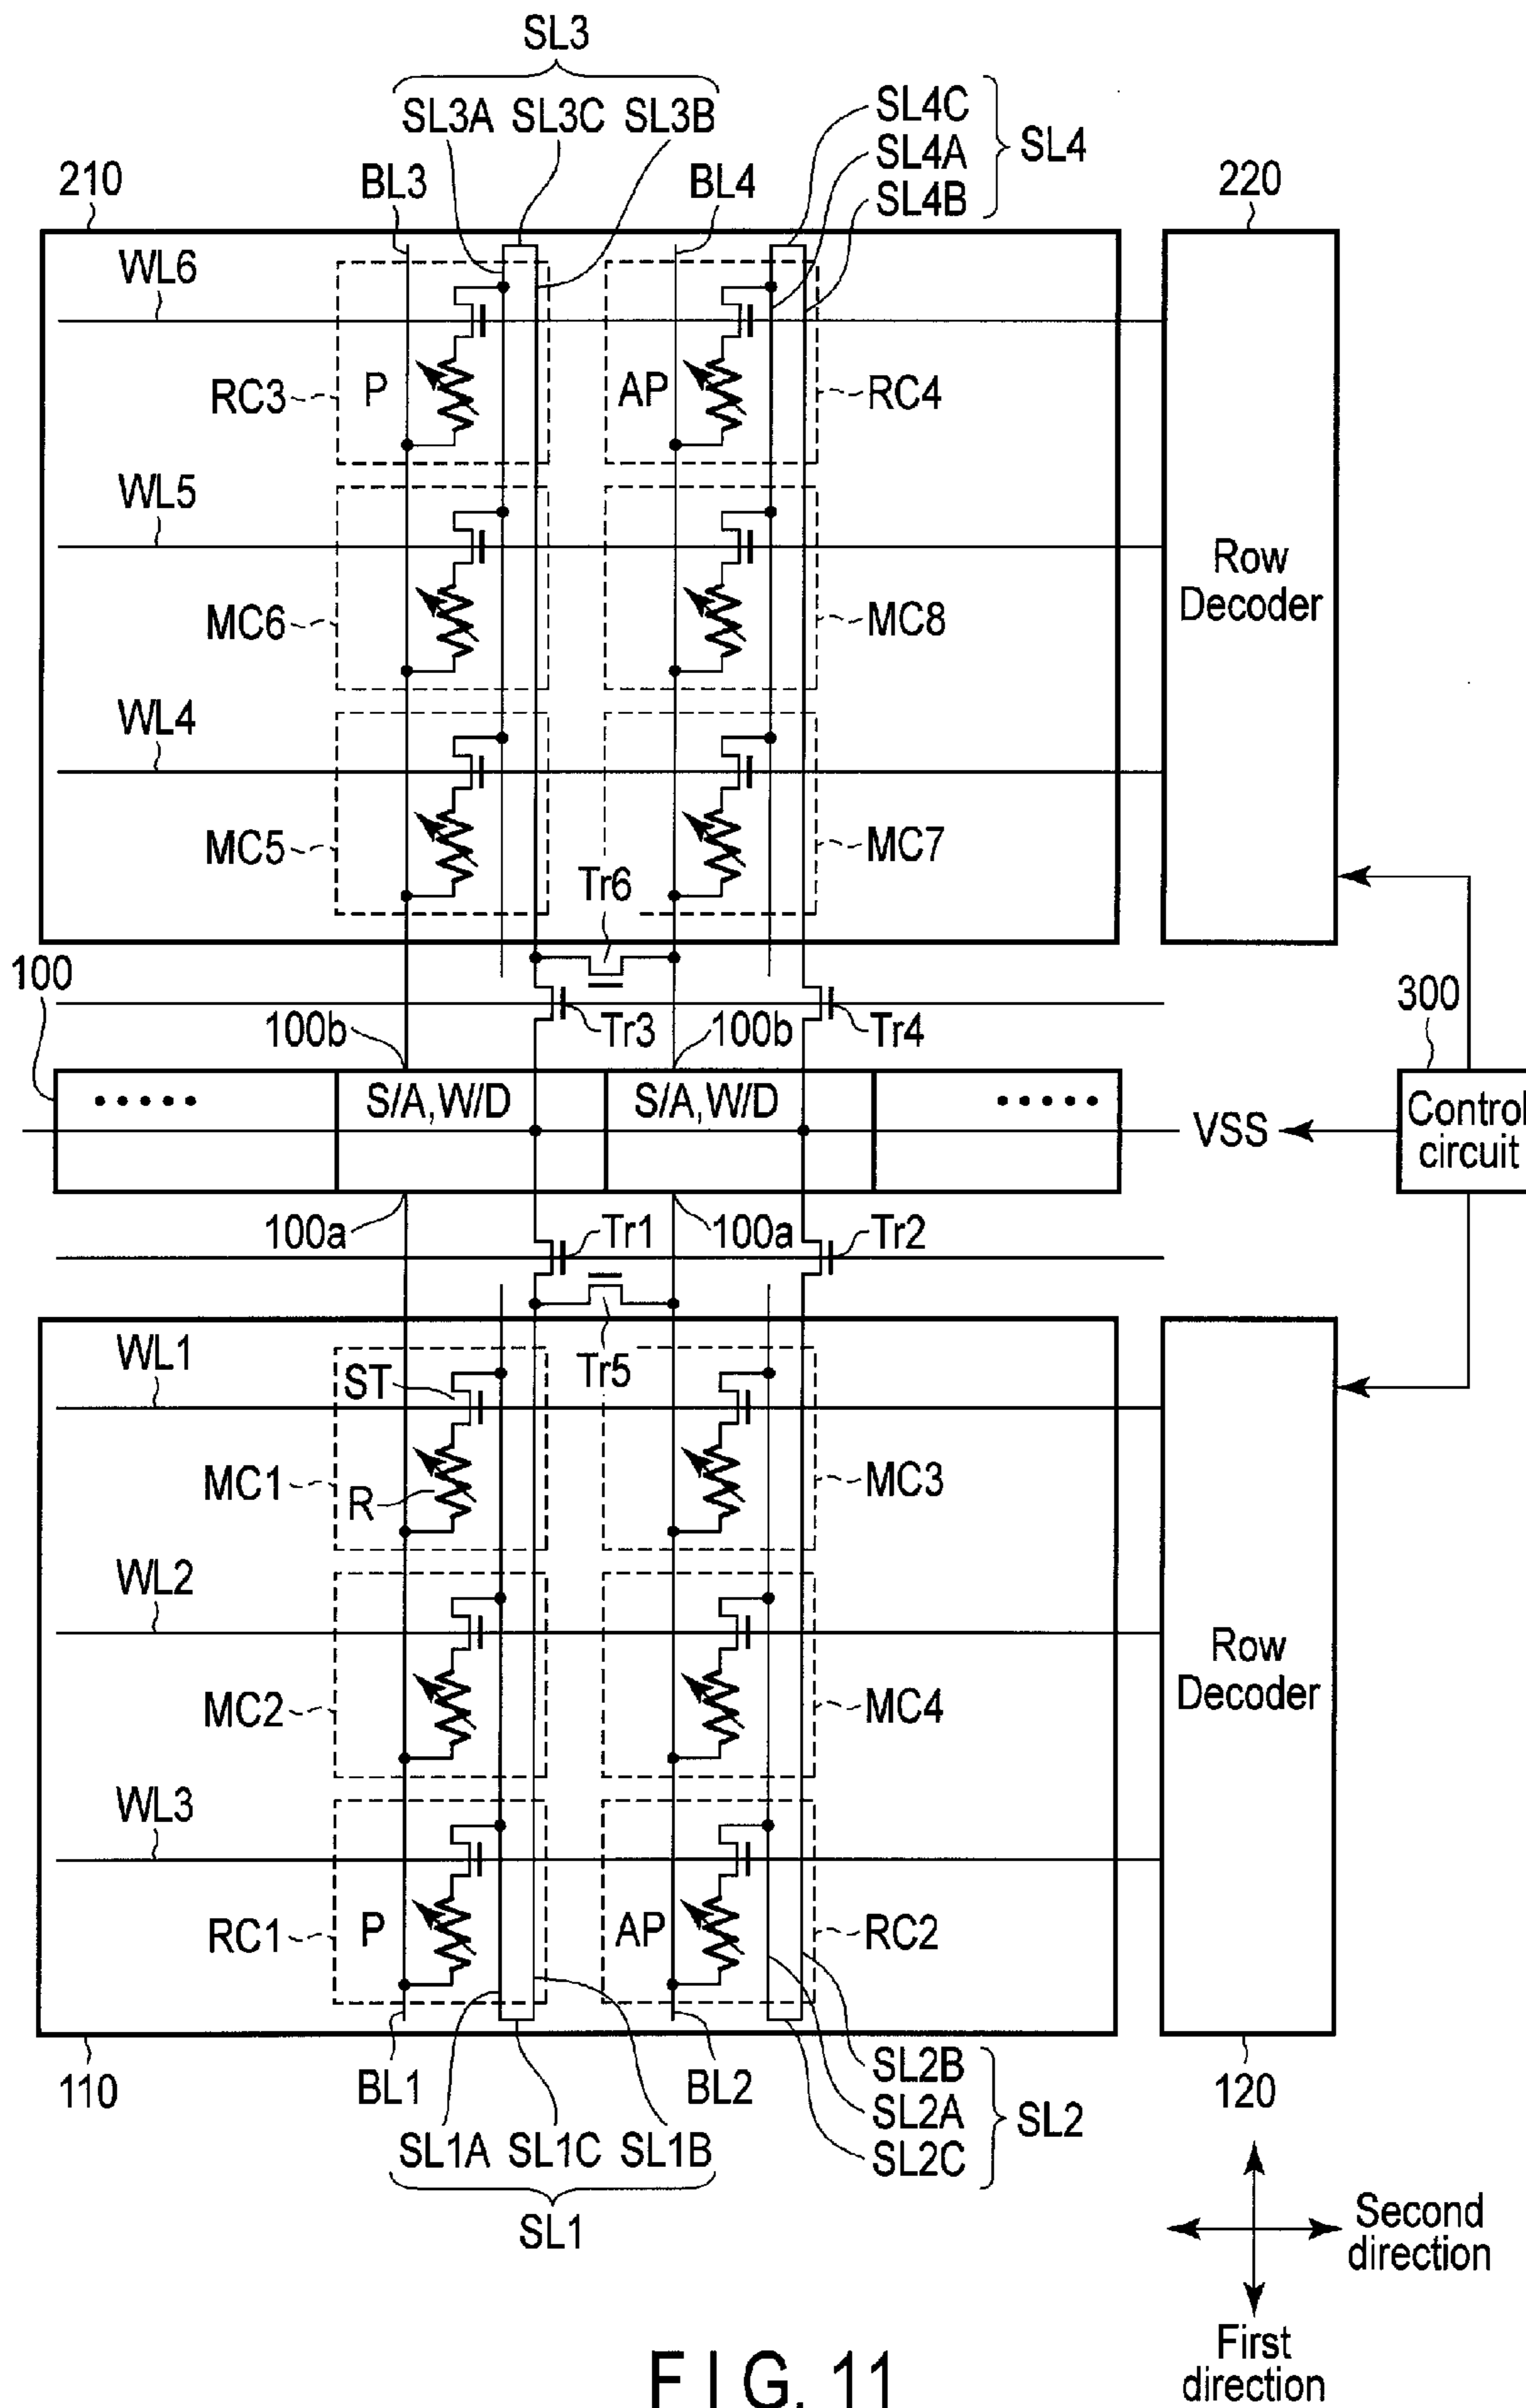 SL3
SL3A SL3C SL3B
SL4C
SL4A
SL4B
SL4
210
BL3
BL4
220
WL6
RC3
P
AP
RC4
WL5
MC6
MC8
Row
Decoder
WL4
MC5
MC7
Tr6
100
100b
Tr3
100b
Tr4
300
S/A,W/D
S/A,W/D
VSS
Control
circuit
100a
Tr1
100a
Tr2
WL1
ST
Tr5
MC1
R
MC3
WL2
MC2
MC4
Row
Decoder
WL3
RC1
P
AP
RC2
110
BL1
BL2
SL2B
SL2A
SL2C
SL2
120
SL1A SL1C SL1B
SL1
Second
direction
First
direction
FIG. 11